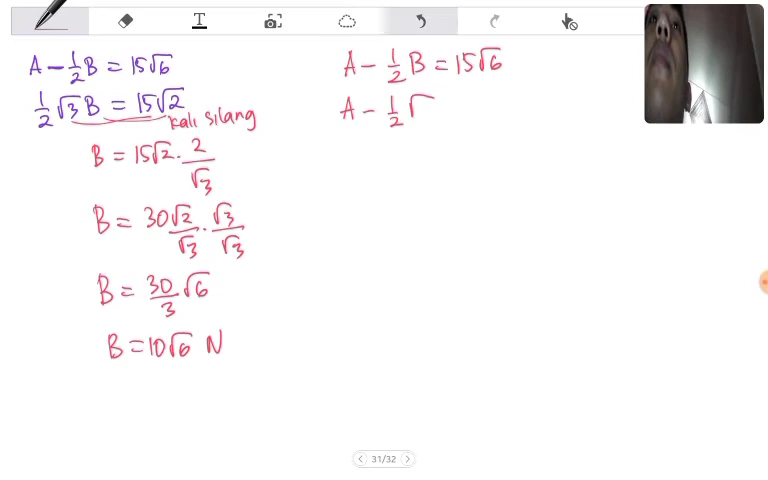 T
A - 1/2 B = 15√6
1/2 √3 B = 15√2
kali silang
B = 15√2 . 2/√3
B = 30√2/√3 . √3/√3
B = 30/3 √6
B = 10√6 N
A - 1/2 B = 15√6
A - 1/2 √
31/32